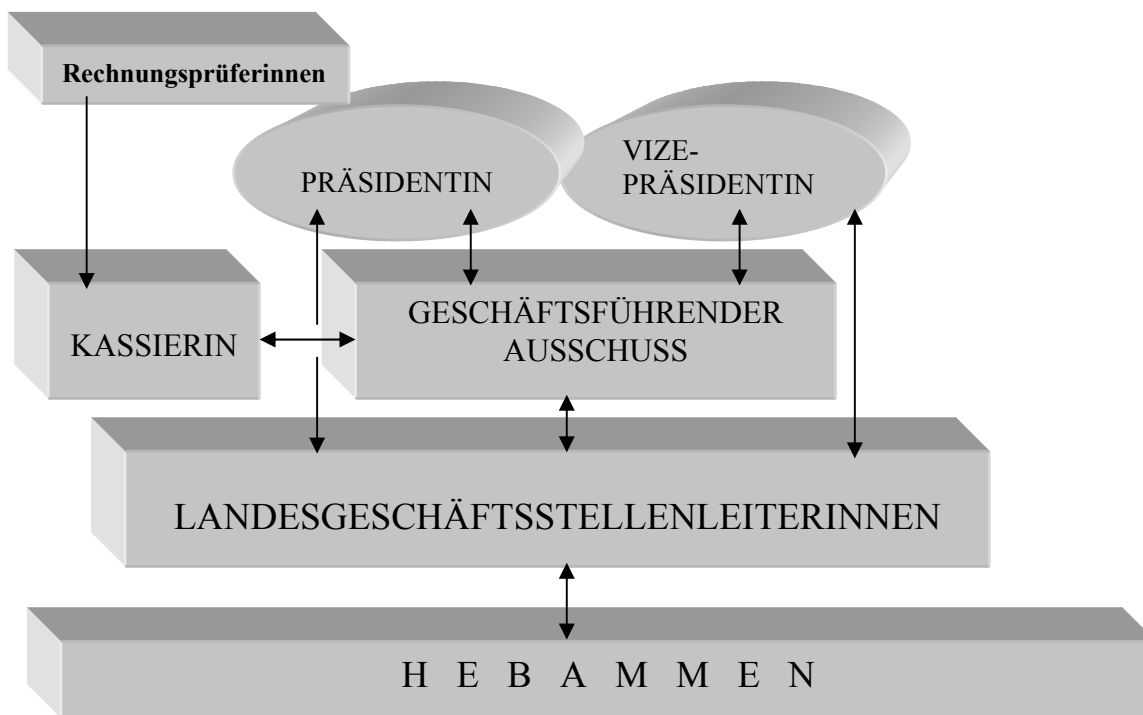 Rechnungsprüferinnen
PRÄSIDENTIN
VIZE-
PRÄSIDENTIN
KASSIERIN
GESCHÄFTSFÜHRENDER
AUSSCHUSS
LANDESGESCHÄFTSSTELLENLEITERINNEN
H E B A M M E N